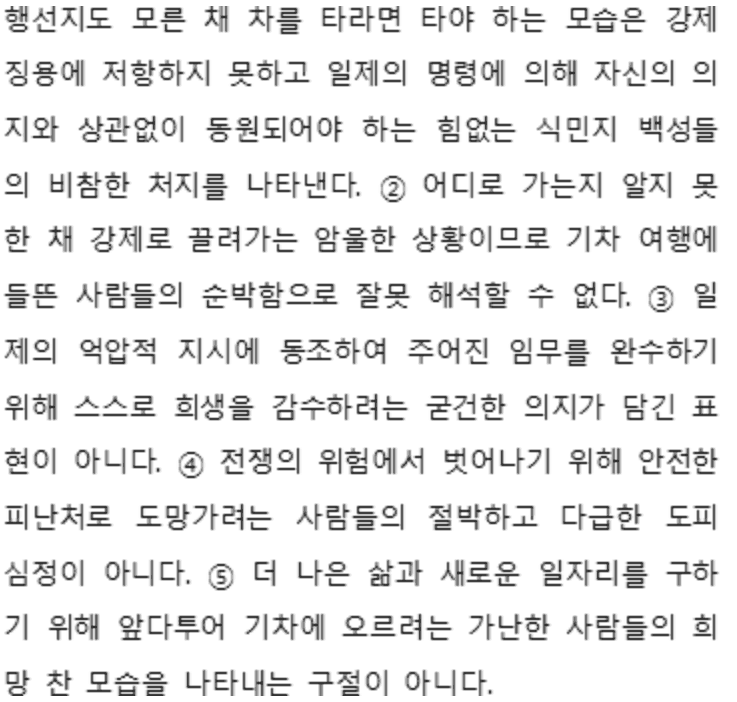 행선지도 모른 채 차를 타라면 타야 하는 모습은 강제
징용에 저항하지 못하고 일제의 명령에 의해 자신의 의
지와 상관없이 동원되어야 하는 힘없는 식민지 백성들
의 비참한 처지를 나타낸다. ② 어디로 가는지 알지 못
한 채 강제로 끌려가는 암울한 상황이므로 기차 여행에
들뜬 사람들의 순박함으로 잘못 해석할 수 없다. ③ 일
제의 억압적 지시에 동조하여 주어진 임무를 완수하기
위해 스스로 희생을 감수하려는 굳건한 의지가 담긴 표
현이 아니다. ④ 전쟁의 위험에서 벗어나기 위해 안전한
피난처로 도망가려는 사람들의 절박하고 다급한 도피
심정이 아니다. ⑤ 더 나은 삶과 새로운 일자리를 구하
기 위해 앞다투어 기차에 오르려는 가난한 사람들의 희
망 찬 모습을 나타내는 구절이 아니다.